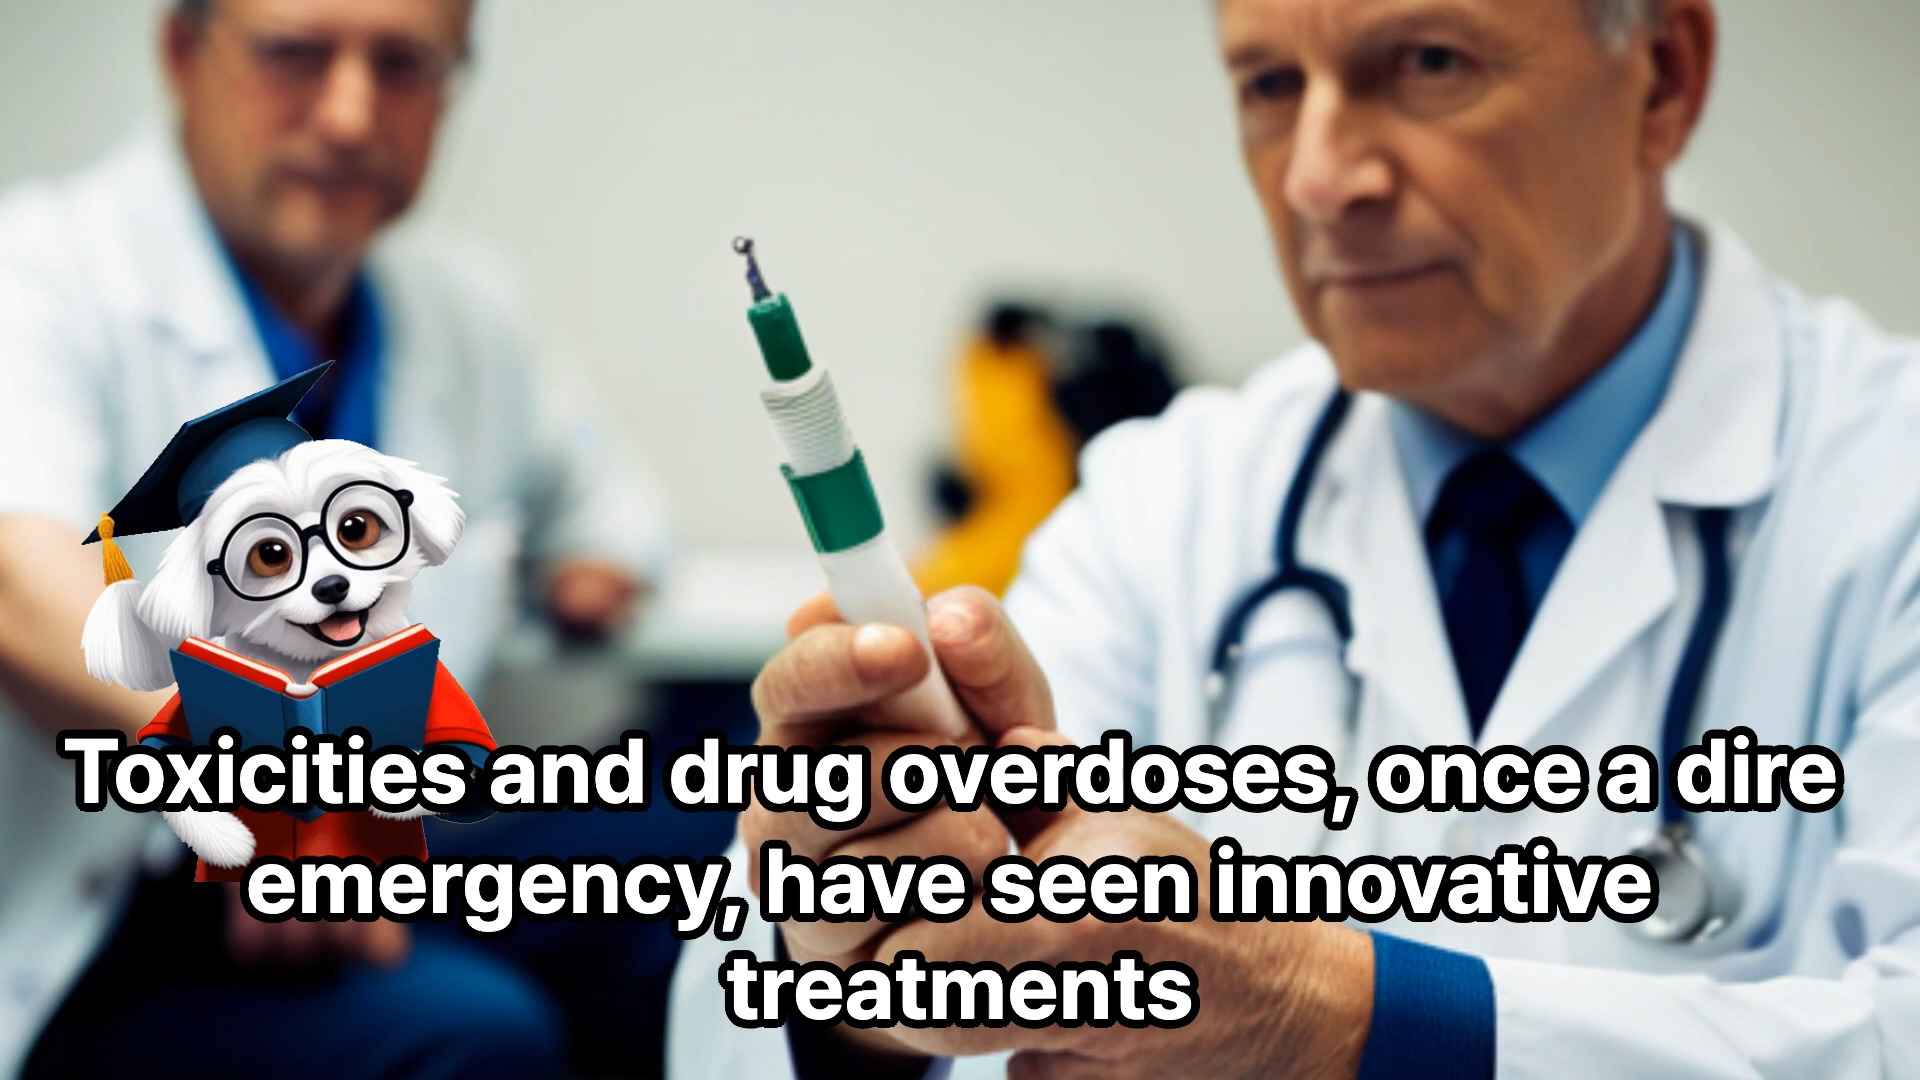 Toxicities and drug overdoses, once a dire
emergency, have seen innovative
treatments